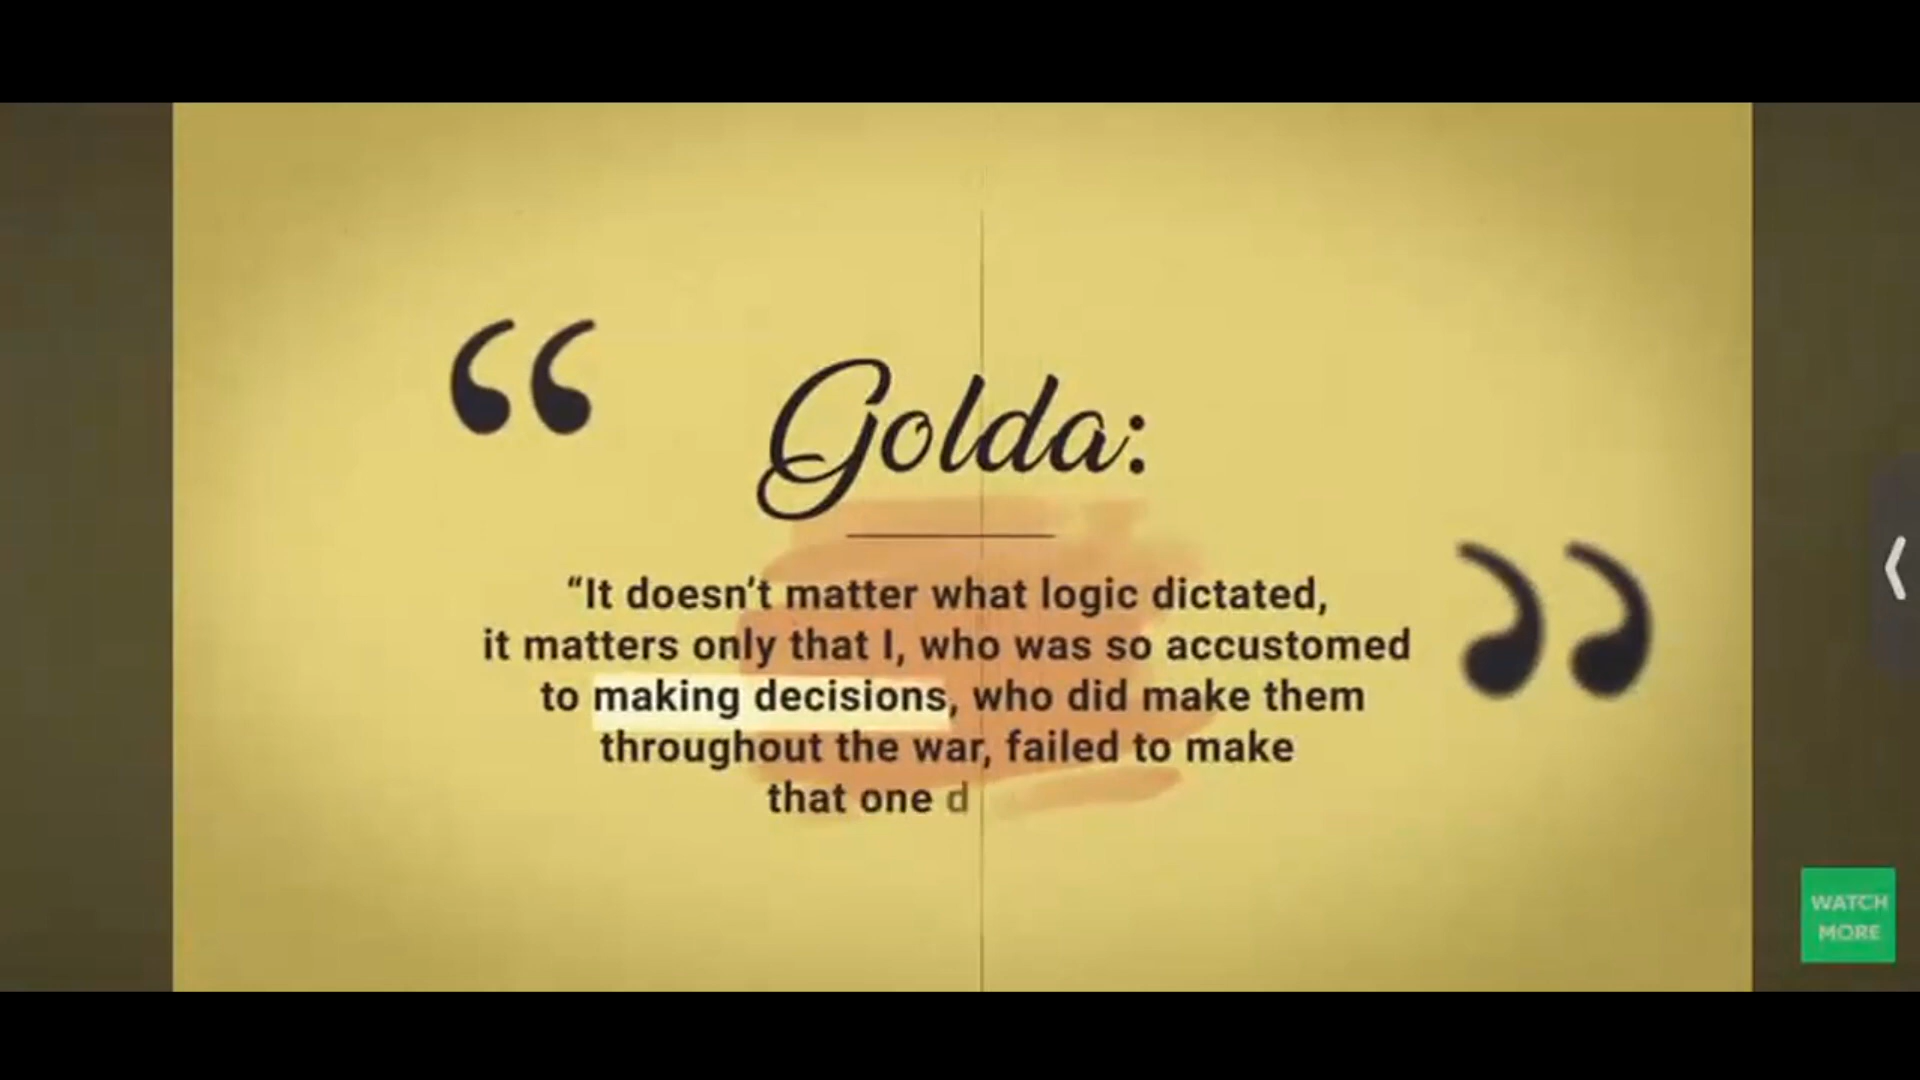 Golda:
“It doesn’t matter what logic dictated,
it matters only that I, who was so accustomed
to making decisions, who did make them
throughout the war, failed to make
that one d
WATCH
MORE